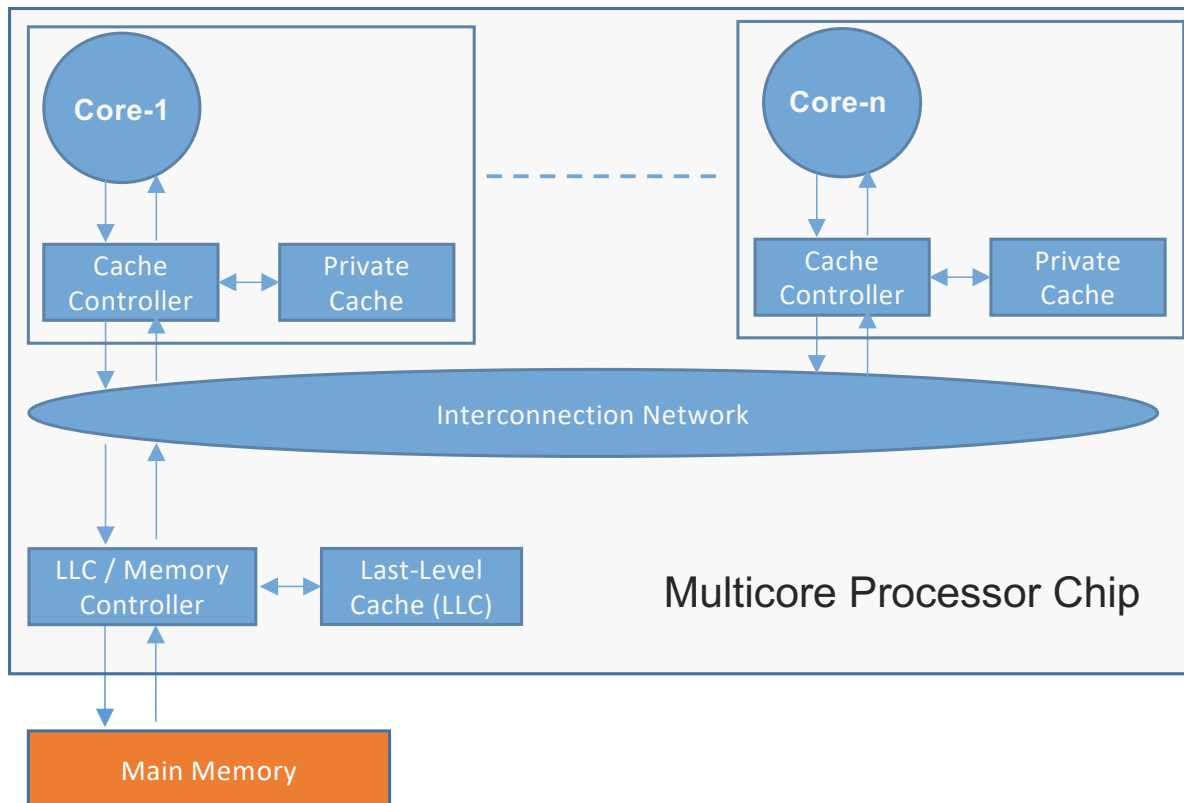 Core-1
Core-n
Cache
Controller
Private
Cache
Cache
Controller
Private
Cache
Interconnection Network
LLC / Memory
Controller
Last-Level
Cache (LLC)
Multicore Processor Chip
Main Memory